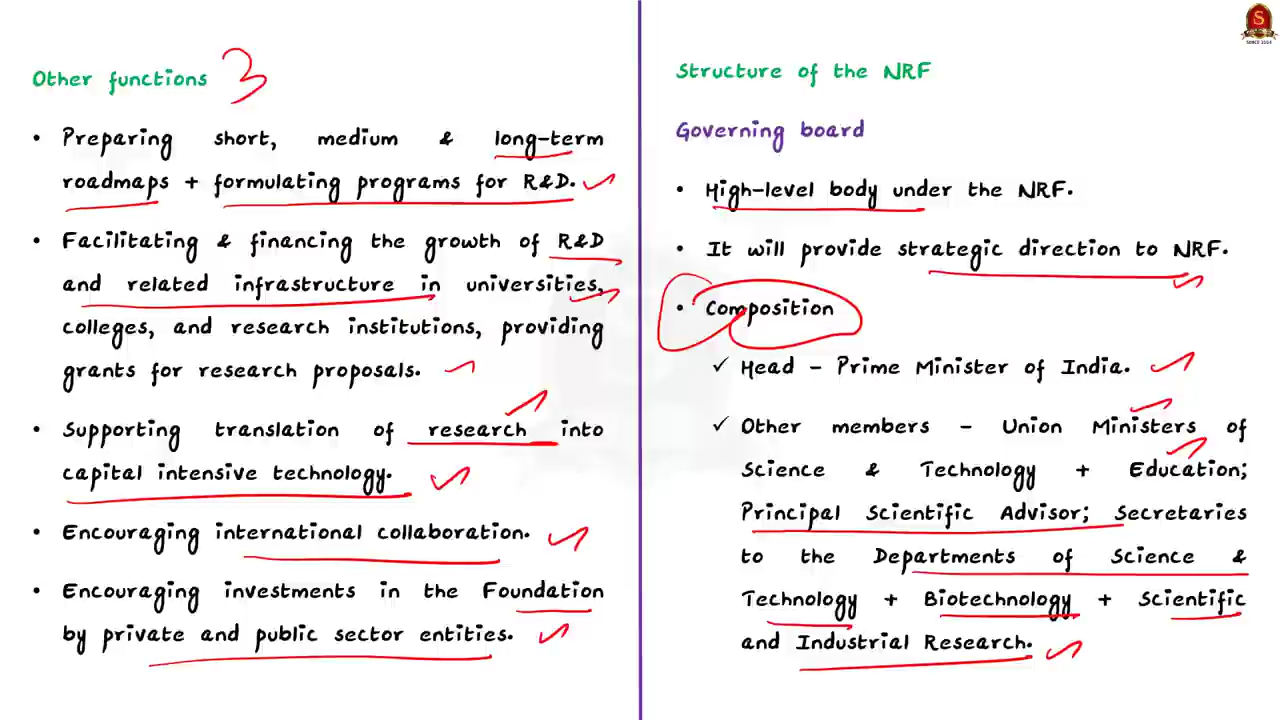 Other functions 3
• Preparing short, medium & long-term
roadmaps + formulating programs for R&D.
• Facilitating & financing the growth of R&D
and related infrastructure in universities,
colleges, and research institutions, providing
grants for research proposals.
• Supporting translation of research into
capital intensive technology.
• Encouraging international collaboration.
• Encouraging investments in the Foundation
by private and public sector entities.
Structure of the NRF
Governing board
• High-level body under the NRF.
• It will provide strategic direction to NRF.
• Composition
✓ Head – Prime Minister of India.
✓ Other members – Union Ministers of
Science & Technology + Education;
Principal Scientific Advisor; Secretaries
to the Departments of Science &
Technology + Biotechnology + Scientific
and Industrial Research.
S
SINCE 2004